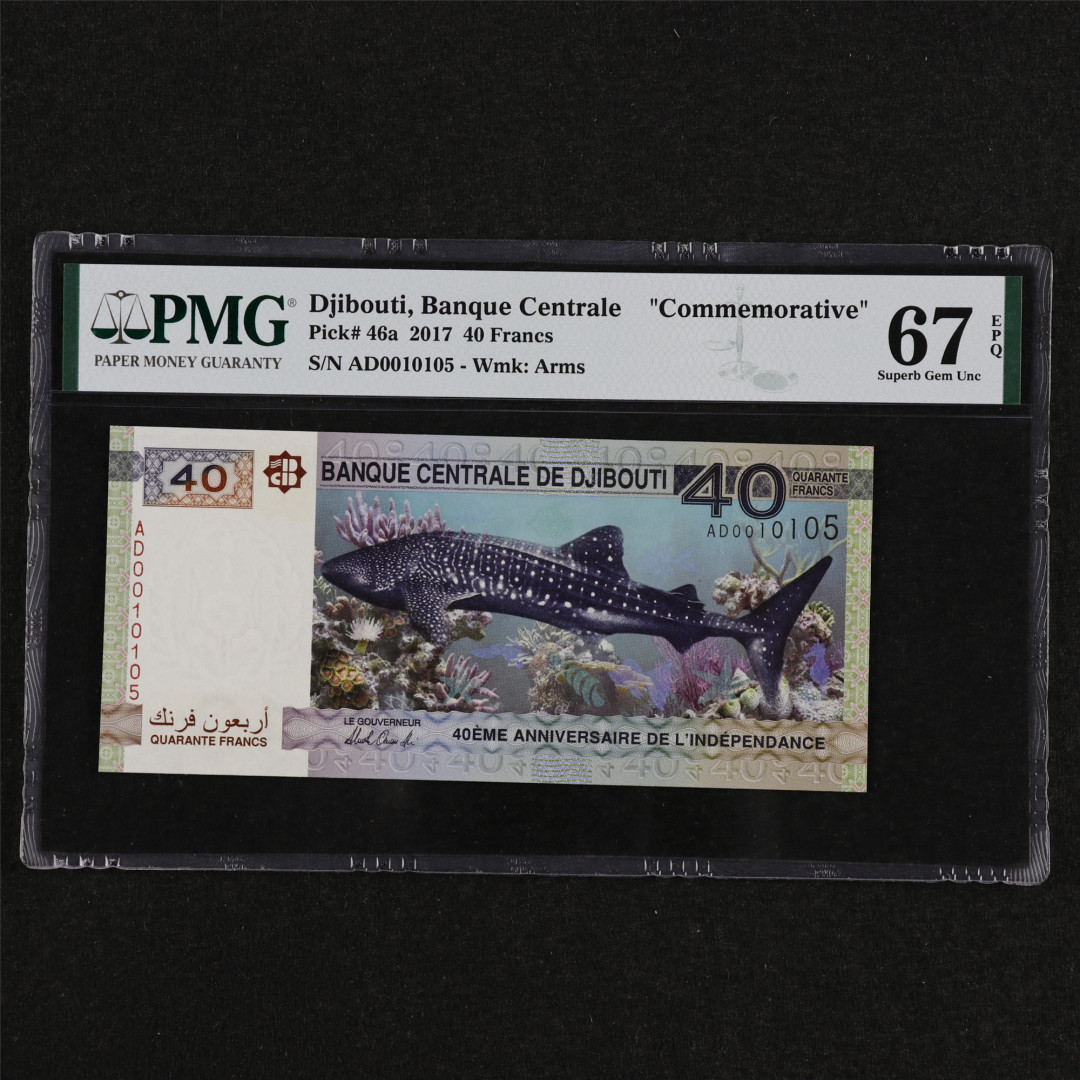 PMG®
PAPER MONEY GUARANTY
Djibouti, Banque Centrale "Commemorative"
Pick# 46a 2017 40 Francs
S/N AD0010105 - Wmk: Arms
67
EPQ
Superb Gem Unc
40
BANQUE CENTRALE DE DJIBOUTI
40
QUARANTE
FRANCS
AD0010105
AD0010105
أربعون فرنك
QUARANTE FRANCS
LE GOUVERNEUR
40ÈME ANNIVERSAIRE DE L'INDÉPENDANCE